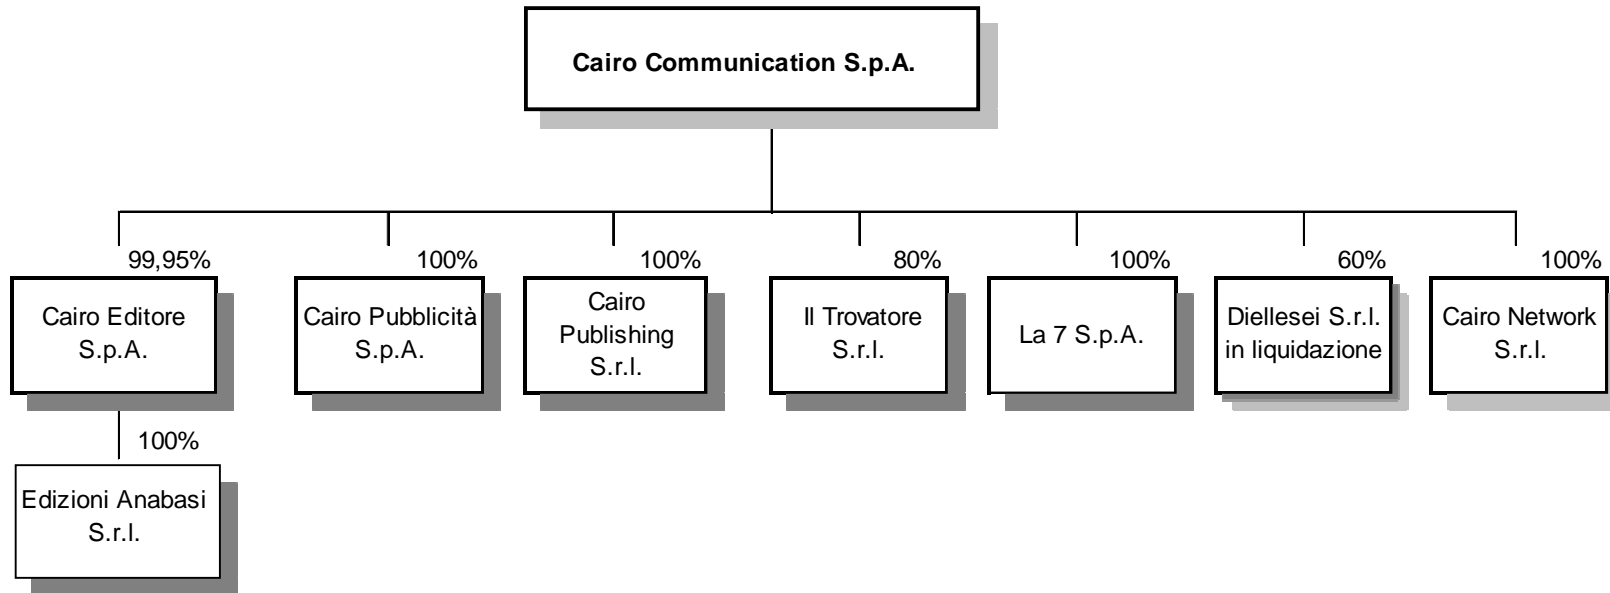 Cairo Communication S.p.A.
99,95%
100%
100%
80%
100%
60%
100%
Cairo Editore
S.p.A.
Cairo Pubblicità
S.p.A.
Cairo
Publishing
S.r.l.
Il Trovatore
S.r.l.
La 7 S.p.A.
Diellesei S.r.l.
in liquidazione
Cairo Network
S.r.l.
100%
Edizioni Anabasi
S.r.l.